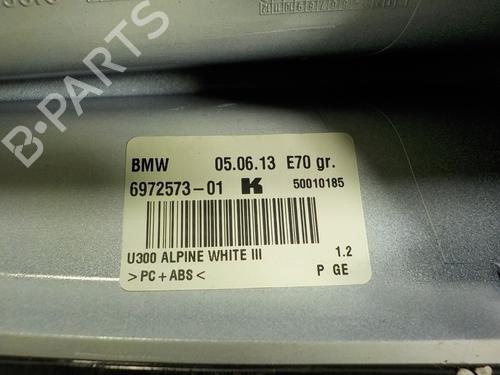 BMW 05.06.13 E70 gr.
6972573-01 K 50010185
U300 ALPINE WHITE III 1.2
>PC+ABS< P GE
B-PARTS